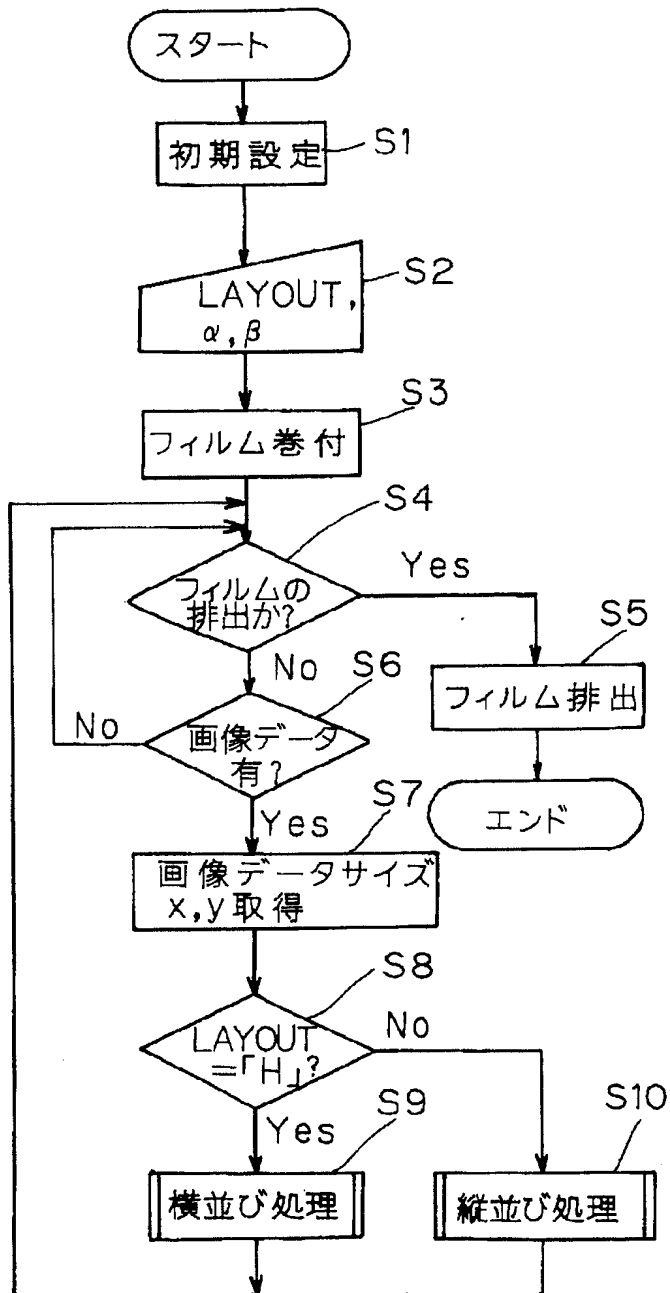 スタート
初期設定
S1
LAYOUT,
α,β
S2
フィルム巻付
S3
フィルムの
排出か?
S4
Yes
No
フィルム排出
S5
エンド
画像データ
有?
S6
No
Yes
画像データサイズ
x,y取得
S7
LAYOUT
=「H」?
S8
No
Yes
横並び処理
S9
縦並び処理
S10